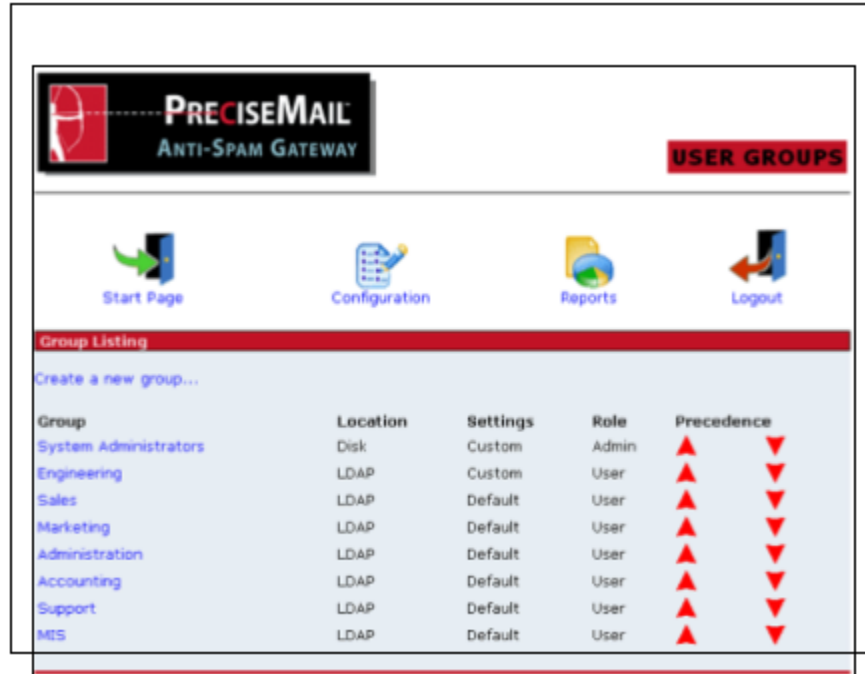 PRECISEMAIL™
ANTI-SPAM GATEWAY
USER GROUPS
Start Page Configuration Reports Logout
Group Listing
Create a new group...
Group Location Settings Role Precedence
System Administrators Disk Custom Admin
Engineering LDAP Custom User
Sales LDAP Default User
Marketing LDAP Default User
Administration LDAP Default User
Accounting LDAP Default User
Support LDAP Default User
MIS LDAP Default User